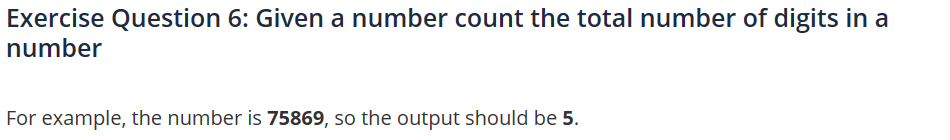 Exercise Question 6: Given a number count the total number of digits in a
number
For example, the number is 75869, so the output should be 5.